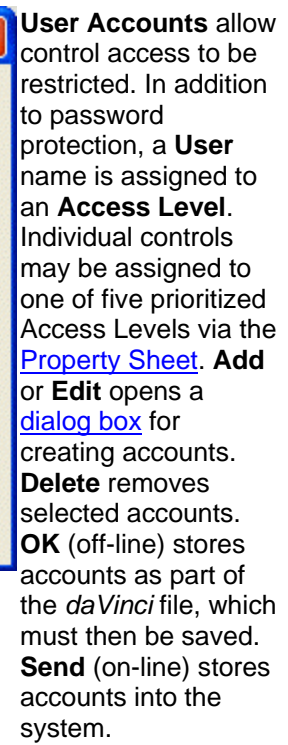 User Accounts allow
control access to be
restricted. In addition
to password
protection, a User
name is assigned to
an Access Level.
Individual controls
may be assigned to
one of five prioritized
Access Levels via the
Property Sheet. Add
or Edit opens a
dialog box for
creating accounts.
Delete removes
selected accounts.
OK (off-line) stores
accounts as part of
the daVinci file, which
must then be saved.
Send (on-line) stores
accounts into the
system.